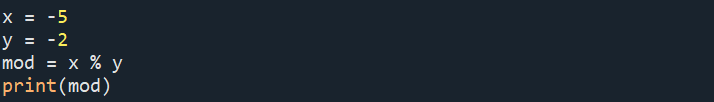 x = -5
y = -2
mod = x % y
print(mod)